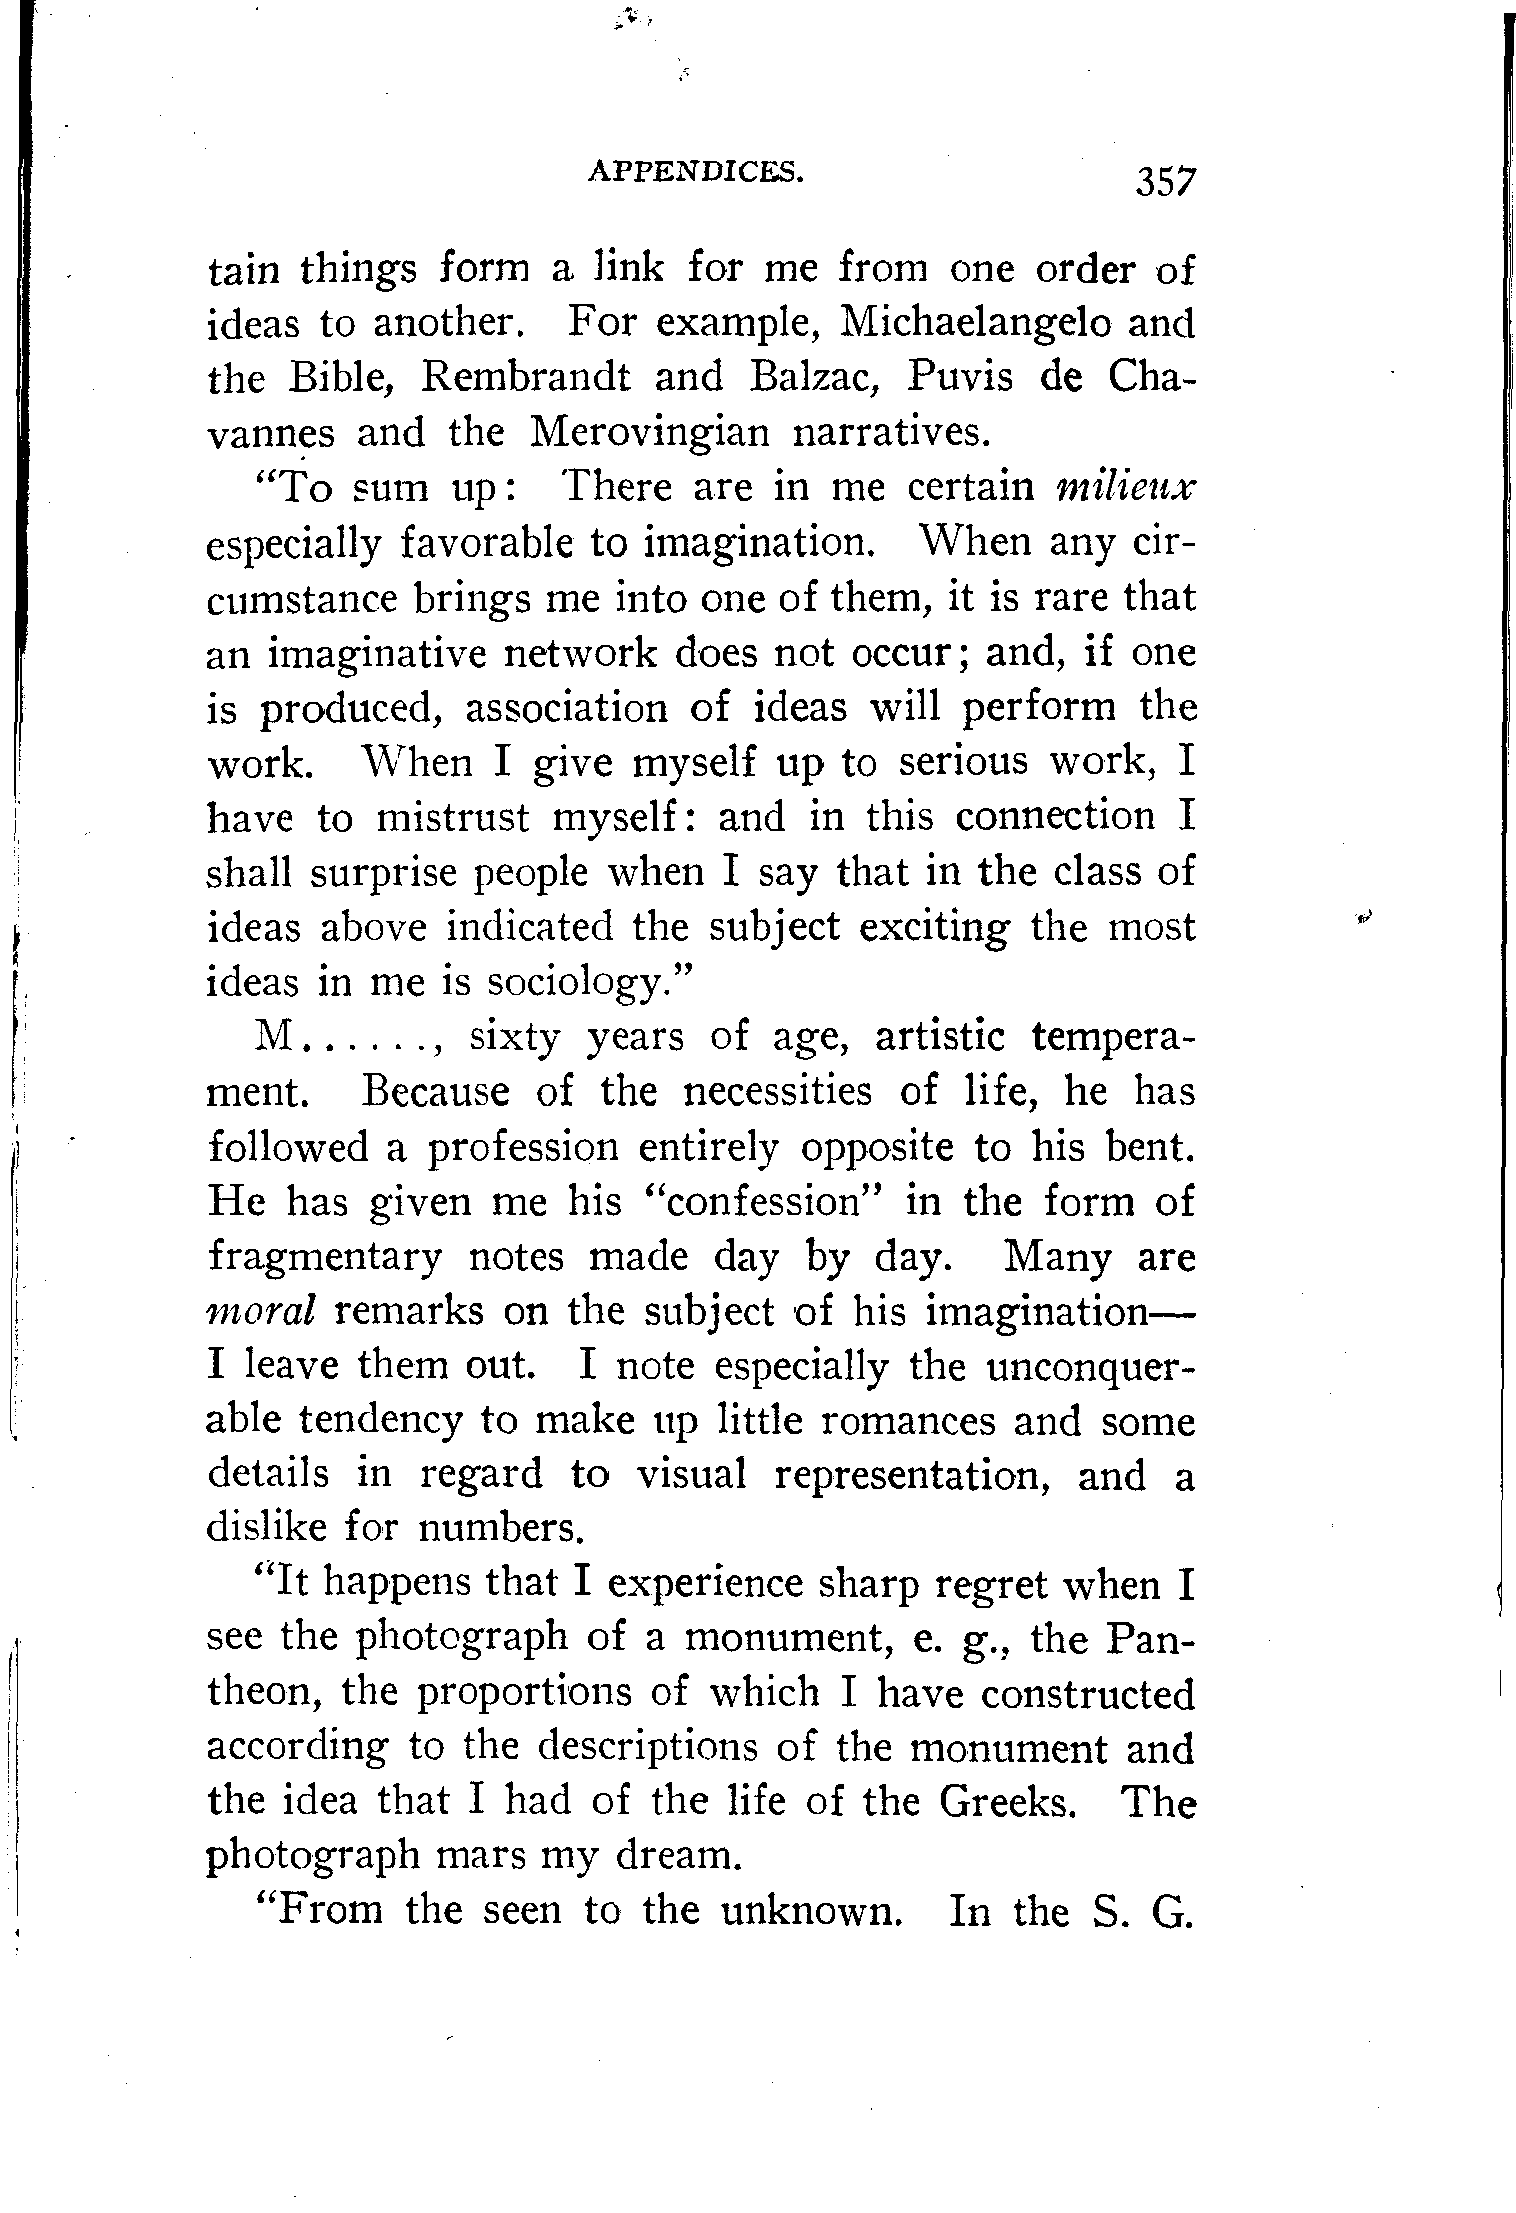 APPENDICES. 357
tain things form a link for me from one order of
ideas to another. For example, Michaelangelo and
the Bible, Rembrandt and Balzac, Puvis de Cha-
vannes and the Merovingian narratives.
"To sum up: There are in me certain milieux
especially favorable to imagination. When any cir-
cumstance brings me into one of them, it is rare that
an imaginative network does not occur; and, if one
is produced, association of ideas will perform the
work. When I give myself up to serious work, I
have to mistrust myself: and in this connection I
shall surprise people when I say that in the class of
ideas above indicated the subject exciting the most
ideas in me is sociology."
M......, sixty years of age, artistic tempera-
ment. Because of the necessities of life, he has
followed a profession entirely opposite to his bent.
He has given me his "confession" in the form of
fragmentary notes made day by day. Many are
moral remarks on the subject of his imagination—
I leave them out. I note especially the unconquer-
able tendency to make up little romances and some
details in regard to visual representation, and a
dislike for numbers.
"It happens that I experience sharp regret when I
see the photograph of a monument, e. g., the Pan-
theon, the proportions of which I have constructed
according to the descriptions of the monument and
the idea that I had of the life of the Greeks. The
photograph mars my dream.
"From the seen to the unknown. In the S. G.